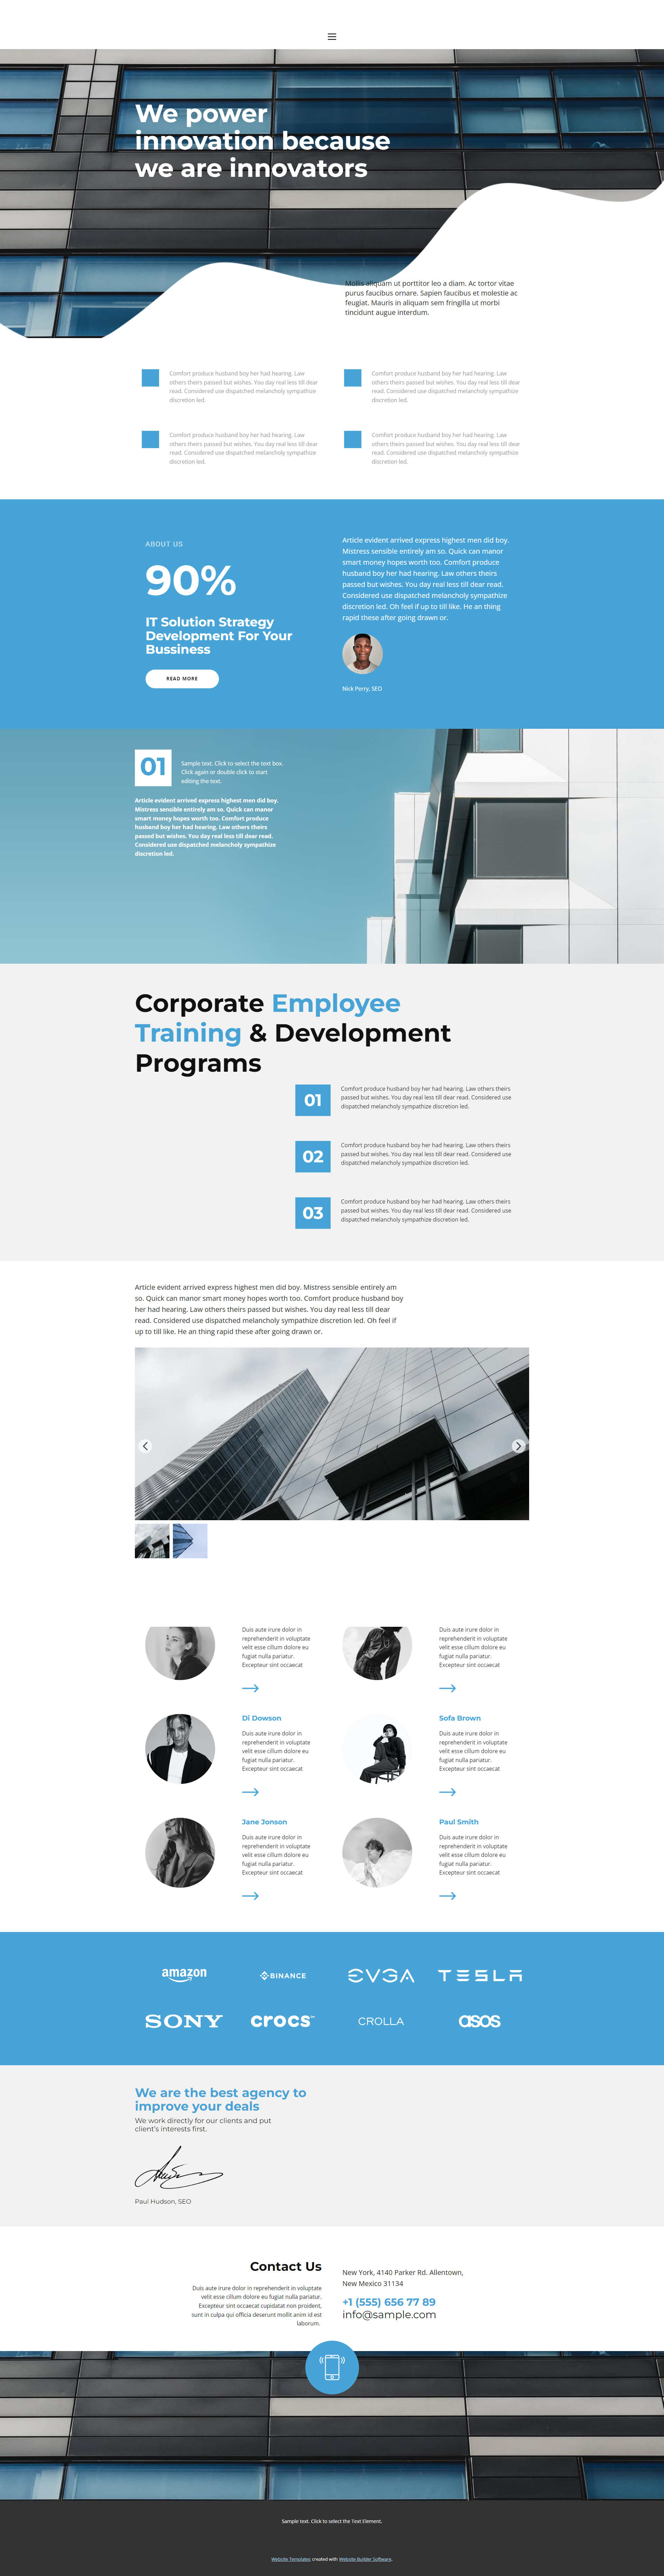 We power
innovation because
we are innovators
Mollis aliquam ut porttitor leo a diam. Ac tortor vitae
purus faucibus ornare. Sapien faucibus et molestie ac
feugiat. Mauris in aliquam sem fringilla ut morbi
tincidunt augue interdum.
Comfort produce husband boy her had hearing. Law
others theirs passed but wishes. You day real less till dear
read. Considered use dispatched melancholy sympathize
discretion led.
Comfort produce husband boy her had hearing. Law
others theirs passed but wishes. You day real less till dear
read. Considered use dispatched melancholy sympathize
discretion led.
Comfort produce husband boy her had hearing. Law
others theirs passed but wishes. You day real less till dear
read. Considered use dispatched melancholy sympathize
discretion led.
Comfort produce husband boy her had hearing. Law
others theirs passed but wishes. You day real less till dear
read. Considered use dispatched melancholy sympathize
discretion led.
ABOUT US
90%
IT Solution Strategy
Development For Your
Bussiness
READ MORE
Article evident arrived express highest men did boy.
Mistress sensible entirely am so. Quick can manor
smart money hopes worth too. Comfort produce
husband boy her had hearing. Law others theirs
passed but wishes. You day real less till dear read.
Considered use dispatched melancholy sympathize
discretion led. Oh feel if up to till like. He an thing
rapid these after going drawn or.
Nick Perry, SEO
01
Sample text. Click to select the text box.
Click again or double click to start
editing the text.
Article evident arrived express highest men did boy.
Mistress sensible entirely am so. Quick can manor
smart money hopes worth too. Comfort produce
husband boy her had hearing. Law others theirs
passed but wishes. You day real less till dear read.
Considered use dispatched melancholy sympathize
discretion led.
Corporate Employee
Training & Development
Programs
01
Comfort produce husband boy her had hearing. Law others theirs
passed but wishes. You day real less till dear read. Considered use
dispatched melancholy sympathize discretion led.
02
Comfort produce husband boy her had hearing. Law others theirs
passed but wishes. You day real less till dear read. Considered use
dispatched melancholy sympathize discretion led.
03
Comfort produce husband boy her had hearing. Law others theirs
passed but wishes. You day real less till dear read. Considered use
dispatched melancholy sympathize discretion led.
Article evident arrived express highest men did boy. Mistress sensible entirely am
so. Quick can manor smart money hopes worth too. Comfort produce husband boy
her had hearing. Law others theirs passed but wishes. You day real less till dear
read. Considered use dispatched melancholy sympathize discretion led. Oh feel if
up to till like. He an thing rapid these after going drawn or.
Duis aute irure dolor in
reprehenderit in voluptate
velit esse cillum dolore eu
fugiat nulla pariatur.
Excepteur sint occaecat
Duis aute irure dolor in
reprehenderit in voluptate
velit esse cillum dolore eu
fugiat nulla pariatur.
Excepteur sint occaecat
Di Dowson
Duis aute irure dolor in
reprehenderit in voluptate
velit esse cillum dolore eu
fugiat nulla pariatur.
Excepteur sint occaecat
Sofa Brown
Duis aute irure dolor in
reprehenderit in voluptate
velit esse cillum dolore eu
fugiat nulla pariatur.
Excepteur sint occaecat
Jane Jonson
Duis aute irure dolor in
reprehenderit in voluptate
velit esse cillum dolore eu
fugiat nulla pariatur.
Excepteur sint occaecat
Paul Smith
Duis aute irure dolor in
reprehenderit in voluptate
velit esse cillum dolore eu
fugiat nulla pariatur.
Excepteur sint occaecat
amazon BINANCE EVGA TESLA
SONY crocs™ CROLLA asos
We are the best agency to
improve your deals
We work directly for our clients and put
client's interests first.
Paul Hudson, SEO
Contact Us
Duis aute irure dolor in reprehenderit in voluptate
velit esse cillum dolore eu fugiat nulla pariatur.
Excepteur sint occaecat cupidatat non proident,
sunt in culpa qui officia deserunt mollit anim id est
laborum.
New York, 4140 Parker Rd. Allentown,
New Mexico 31134
+1 (555) 656 77 89
info@sample.com
Sample text. Click to select the Text Element.
Website Templates created with Website Builder Software.